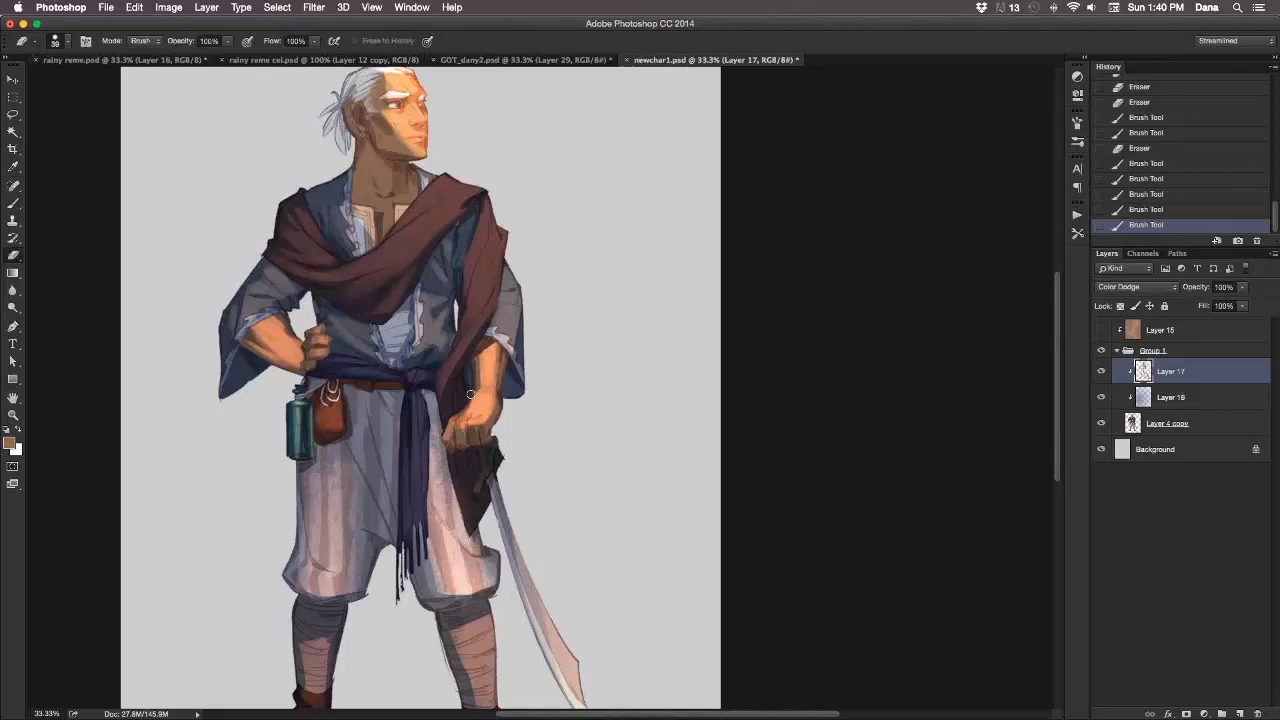 Photoshop File Edit Image Layer Type Select Filter 3D View Window Help 13 Sun 1:40 PM Dana
Adobe Photoshop CC 2014
39 Mode: Brush Opacity: 100% Flow: 100% Erase to History Streamlined
rainy reme.psd @ 33.3% (Layer 16, RGB/8) * rainy reme cel.psd @ 100% (Layer 12 copy, RGB/8) GOT_dany2.psd @ 33.3% (Layer 29, RGB/8#) * newchar1.psd @ 33.3% (Layer 17, RGB/8#) *
History
Eraser
Eraser
Brush Tool
Brush Tool
Eraser
Brush Tool
Brush Tool
Brush Tool
Brush Tool
Brush Tool
Layers Channels Paths
Kind
Color Dodge Opacity: 100%
Lock: Fill: 100%
Layer 15
Group 1
Layer 17
Layer 16
Layer 4 copy
Background
33.33% Doc: 27.8M/145.9M